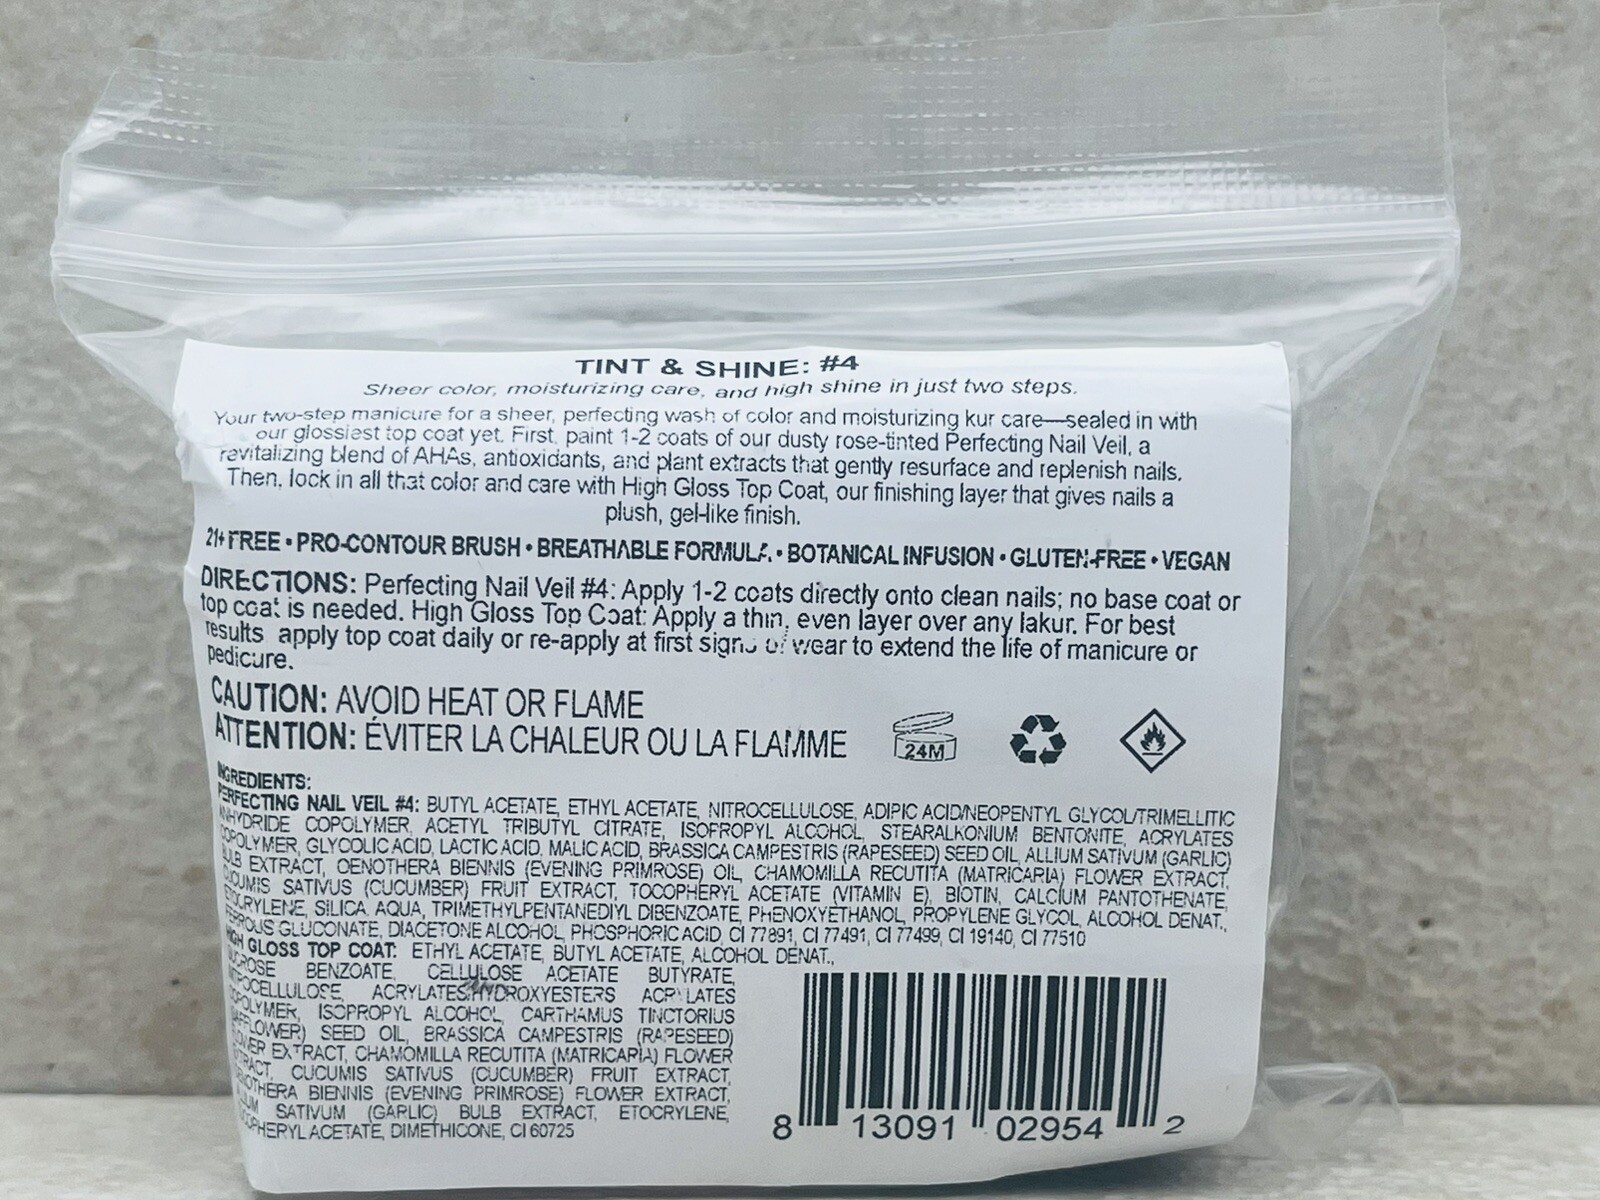 TINT & SHINE: #4
Sheer color, moisturizing care, and high shine in just two steps.
Your two-step manicure for a sheer, perfecting wash of color and moisturizing kur care—sealed in with
our glossiest top coat yet. First, paint 1-2 coats of our dusty rose-tinted Perfecting Nail Veil, a
revitalizing blend of AHAs, antioxidants, and plant extracts that gently resurface and replenish nails.
Then, lock in all that color and care with High Gloss Top Coat, our finishing layer that gives nails a
plush, gel-like finish.
21+ FREE • PRO-CONTOUR BRUSH • BREATHABLE FORMULA • BOTANICAL INFUSION • GLUTEN-FREE • VEGAN
DIRECTIONS: Perfecting Nail Veil #4: Apply 1-2 coats directly onto clean nails; no base coat or
top coat is needed. High Gloss Top Coat: Apply a thin, even layer over any lakur. For best
results apply top coat daily or re-apply at first signs of wear to extend the life of manicure or
pedicure.
CAUTION: AVOID HEAT OR FLAME
ATTENTION: ÉVITER LA CHALEUR OU LA FLAMME
24M
INGREDIENTS:
PERFECTING NAIL VEIL #4: BUTYL ACETATE, ETHYL ACETATE, NITROCELLULOSE, ADIPIC ACID/NEOPENTYL GLYCOL/TRIMELLITIC
ANHYDRIDE COPOLYMER, ACETYL TRIBUTYL CITRATE, ISOPROPYL ALCOHOL, STEARALKONIUM BENTONITE, ACRYLATES
COPOLYMER, GLYCOLIC ACID, LACTIC ACID, MALIC ACID, BRASSICA CAMPESTRIS (RAPESEED) SEED OIL, ALLIUM SATIVUM (GARLIC)
BULB EXTRACT, OENOTHERA BIENNIS (EVENING PRIMROSE) OIL, CHAMOMILLA RECUTITA (MATRICARIA) FLOWER EXTRACT,
CUCUMIS SATIVUS (CUCUMBER) FRUIT EXTRACT, TOCOPHERYL ACETATE (VITAMIN E), BIOTIN, CALCIUM PANTOTHENATE,
ETOCRYLENE, SILICA, AQUA, TRIMETHYLPENTANEDIYL DIBENZOATE, PHENOXYETHANOL, PROPYLENE GLYCOL, ALCOHOL DENAT.,
FERROUS GLUCONATE, DIACETONE ALCOHOL, PHOSPHORIC ACID, CI 77891, CI 77491, CI 77499, CI 19140, CI 77510
HIGH GLOSS TOP COAT: ETHYL ACETATE, BUTYL ACETATE, ALCOHOL DENAT.,
SUCROSE BENZOATE, CELLULOSE ACETATE BUTYRATE,
NITROCELLULOSE, ACRYLATES/HYDROXYESTERS ACRYLATES
COPOLYMER, ISOPROPYL ALCOHOL, CARTHAMUS TINCTORIUS
(SAFFLOWER) SEED OIL, BRASSICA CAMPESTRIS (RAPESEED)
FLOWER EXTRACT, CHAMOMILLA RECUTITA (MATRICARIA) FLOWER
EXTRACT, CUCUMIS SATIVUS (CUCUMBER) FRUIT EXTRACT,
OENOTHERA BIENNIS (EVENING PRIMROSE) FLOWER EXTRACT,
ALLIUM SATIVUM (GARLIC) BULB EXTRACT, ETOCRYLENE,
TOCOPHERYL ACETATE, DIMETHICONE, CI 60725
8 13091 02954 2